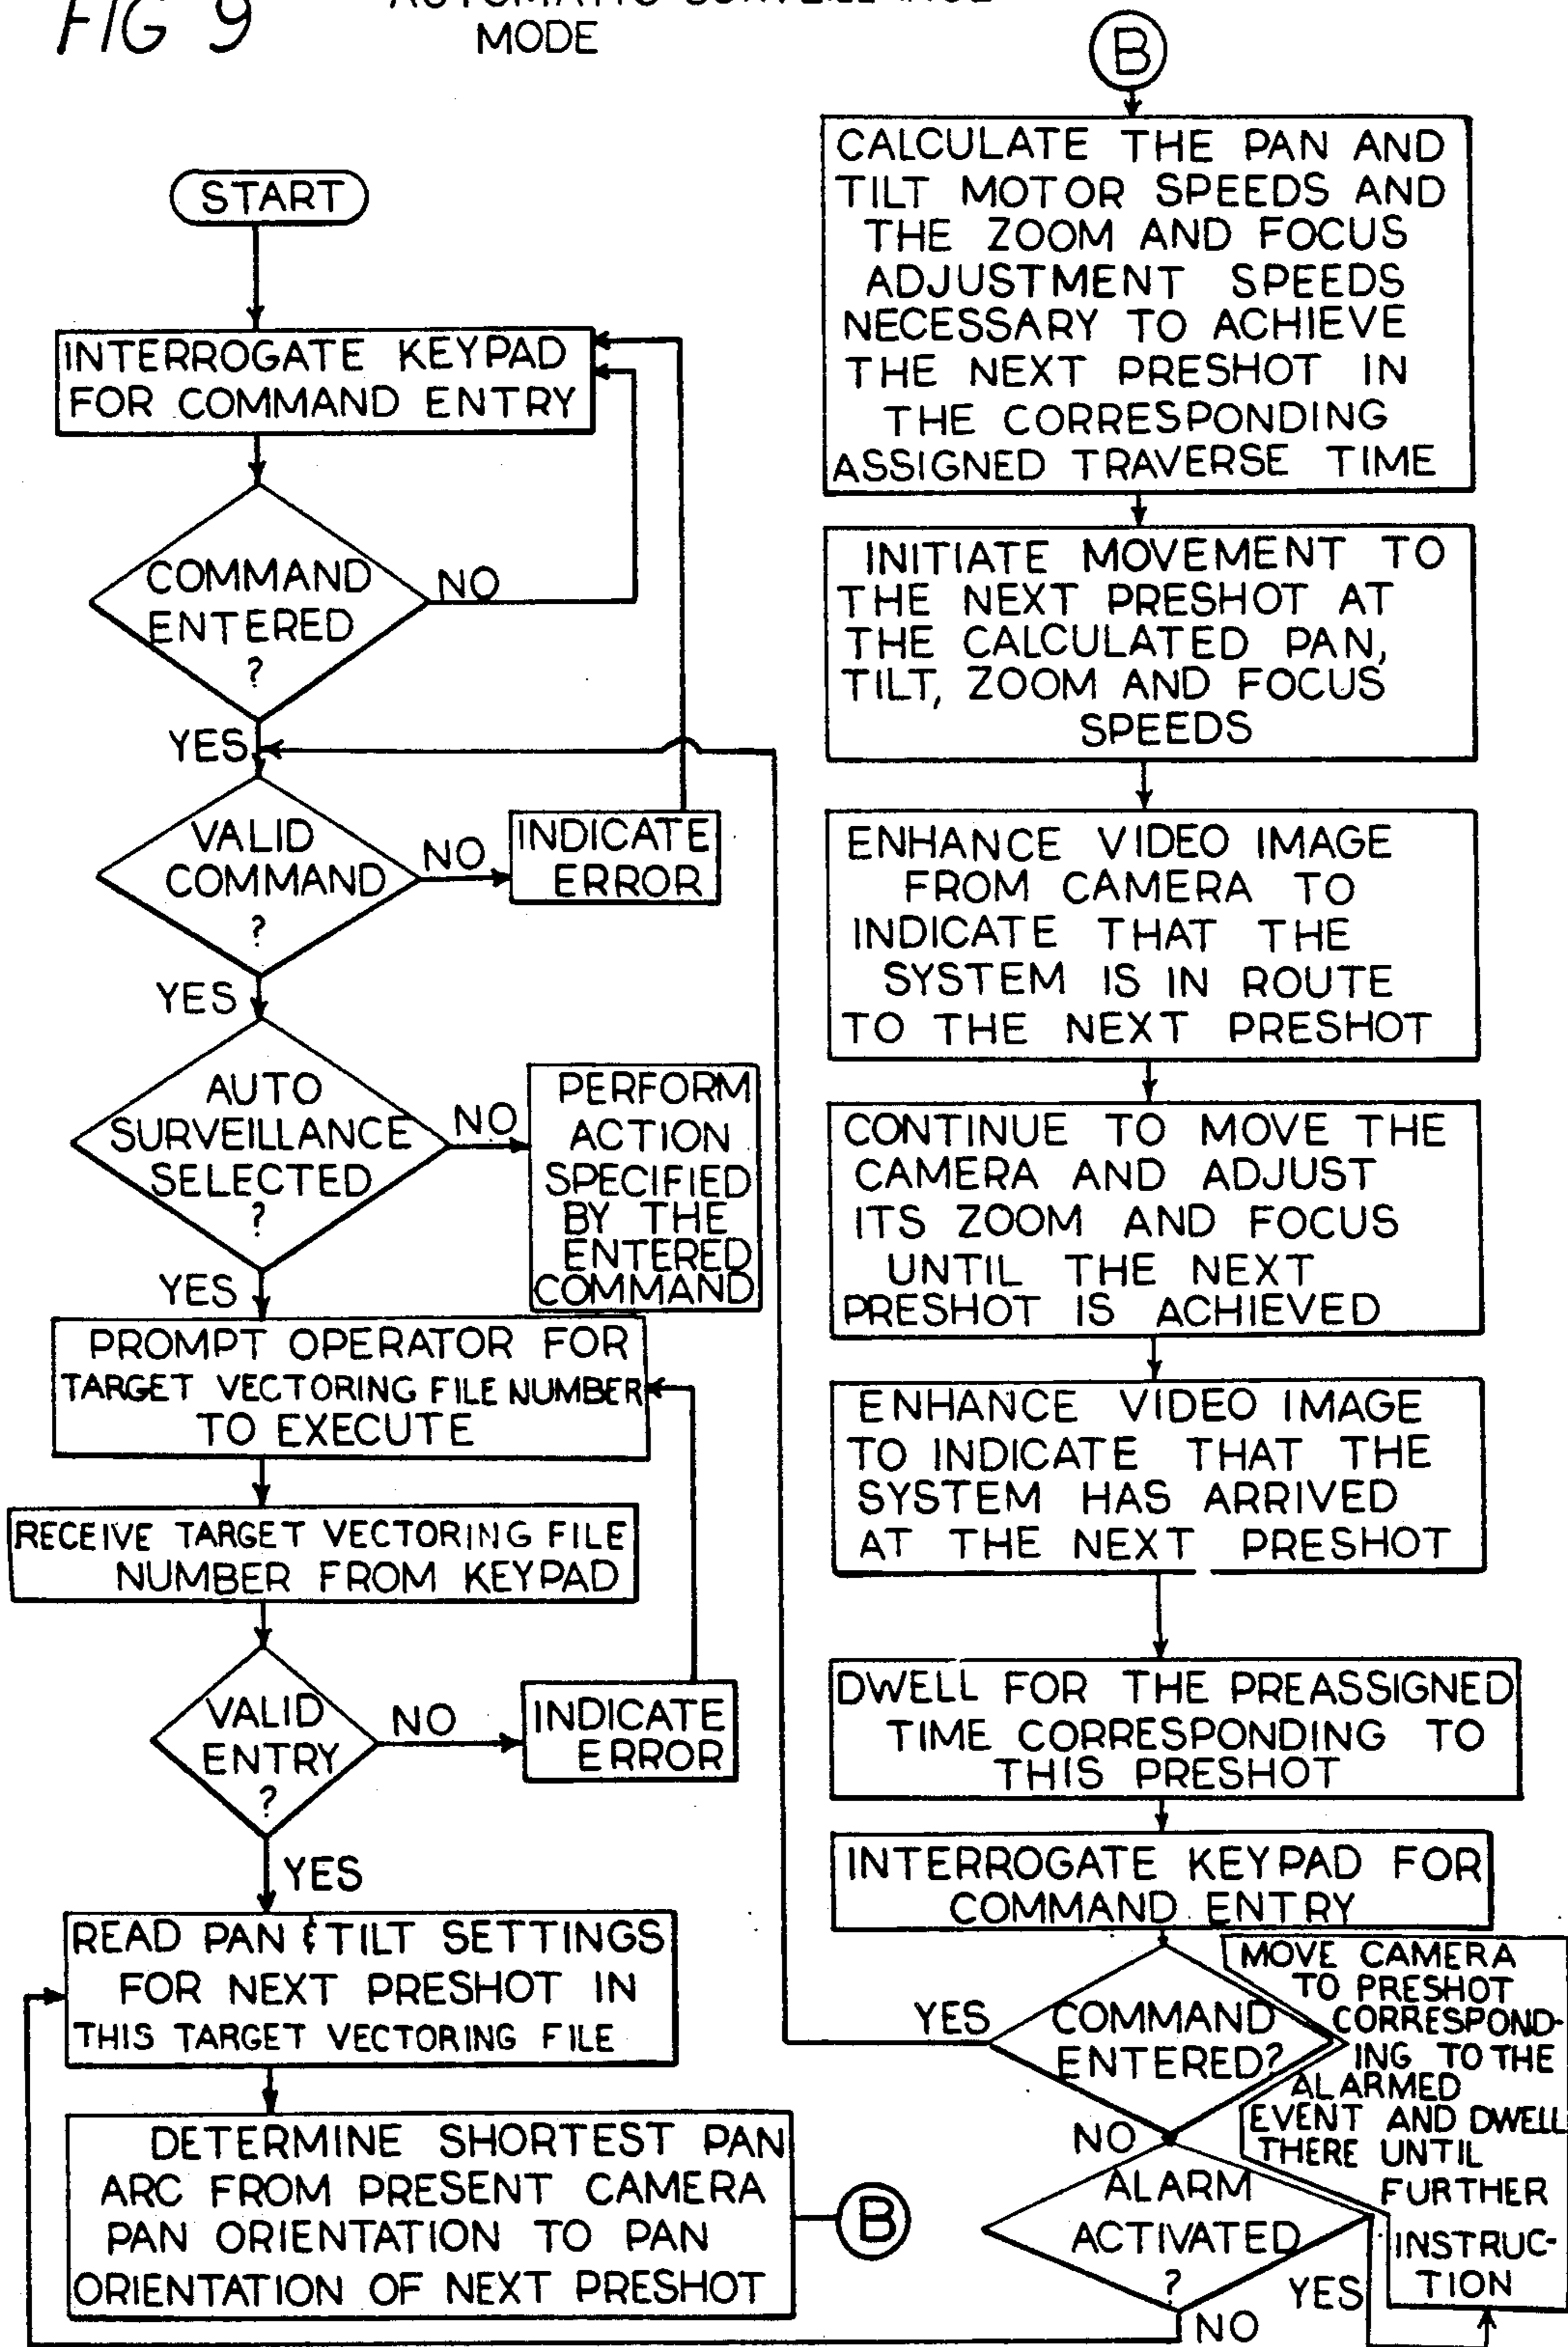 FIG 9
MODE
START
INTERROGATE KEYPAD
FOR COMMAND ENTRY
COMMAND
ENTERED
?
NO
YES
VALID
COMMAND
?
NO
INDICATE
ERROR
YES
AUTO
SURVEILLANCE
SELECTED
?
NO
PERFORM
ACTION
SPECIFIED
BY THE
ENTERED
COMMAND
YES
PROMPT OPERATOR FOR
TARGET VECTORING FILE NUMBER
TO EXECUTE
RECEIVE TARGET VECTORING FILE
NUMBER FROM KEYPAD
VALID
ENTRY
?
NO
INDICATE
ERROR
YES
READ PAN & TILT SETTINGS
FOR NEXT PRESHOT IN
THIS TARGET VECTORING FILE
DETERMINE SHORTEST PAN
ARC FROM PRESENT CAMERA
PAN ORIENTATION TO PAN
ORIENTATION OF NEXT PRESHOT
B
B
CALCULATE THE PAN AND
TILT MOTOR SPEEDS AND
THE ZOOM AND FOCUS
ADJUSTMENT SPEEDS
NECESSARY TO ACHIEVE
THE NEXT PRESHOT IN
THE CORRESPONDING
ASSIGNED TRAVERSE TIME
INITIATE MOVEMENT TO
THE NEXT PRESHOT AT
THE CALCULATED PAN,
TILT, ZOOM AND FOCUS
SPEEDS
ENHANCE VIDEO IMAGE
FROM CAMERA TO
INDICATE THAT THE
SYSTEM IS IN ROUTE
TO THE NEXT PRESHOT
CONTINUE TO MOVE THE
CAMERA AND ADJUST
ITS ZOOM AND FOCUS
UNTIL THE NEXT
PRESHOT IS ACHIEVED
ENHANCE VIDEO IMAGE
TO INDICATE THAT THE
SYSTEM HAS ARRIVED
AT THE NEXT PRESHOT
DWELL FOR THE PREASSIGNED
TIME CORRESPONDING TO
THIS PRESHOT
INTERROGATE KEYPAD FOR
COMMAND ENTRY
COMMAND
ENTERED?
YES
NO
ALARM
ACTIVATED
?
YES
NO
MOVE CAMERA
TO PRESHOT
CORRESPOND-
ING TO THE
ALARMED
EVENT AND DWELL
THERE UNTIL
FURTHER
INSTRUC-
TION